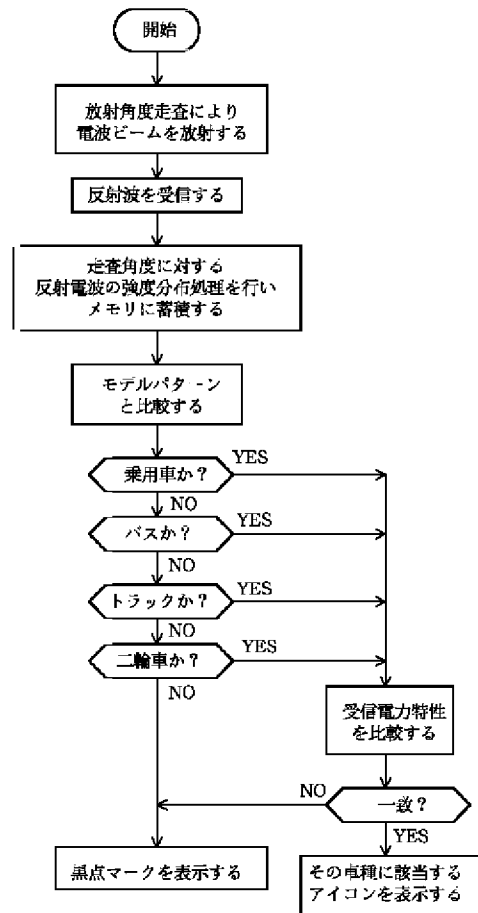 開始
放射角度走査により
電波ビームを放射する
反射波を受信する
走査角度に対する
反射電波の強度分布処理を行い
メモリに蓄積する
モデルパターン
と比較する
乗用車か？
YES
NO
バスか？
YES
NO
トラックか？
YES
NO
二輪車か？
YES
NO
受信電力特性
を比較する
NO
一致？
YES
黒点マークを表示する
その車種に該当する
アイコンを表示する